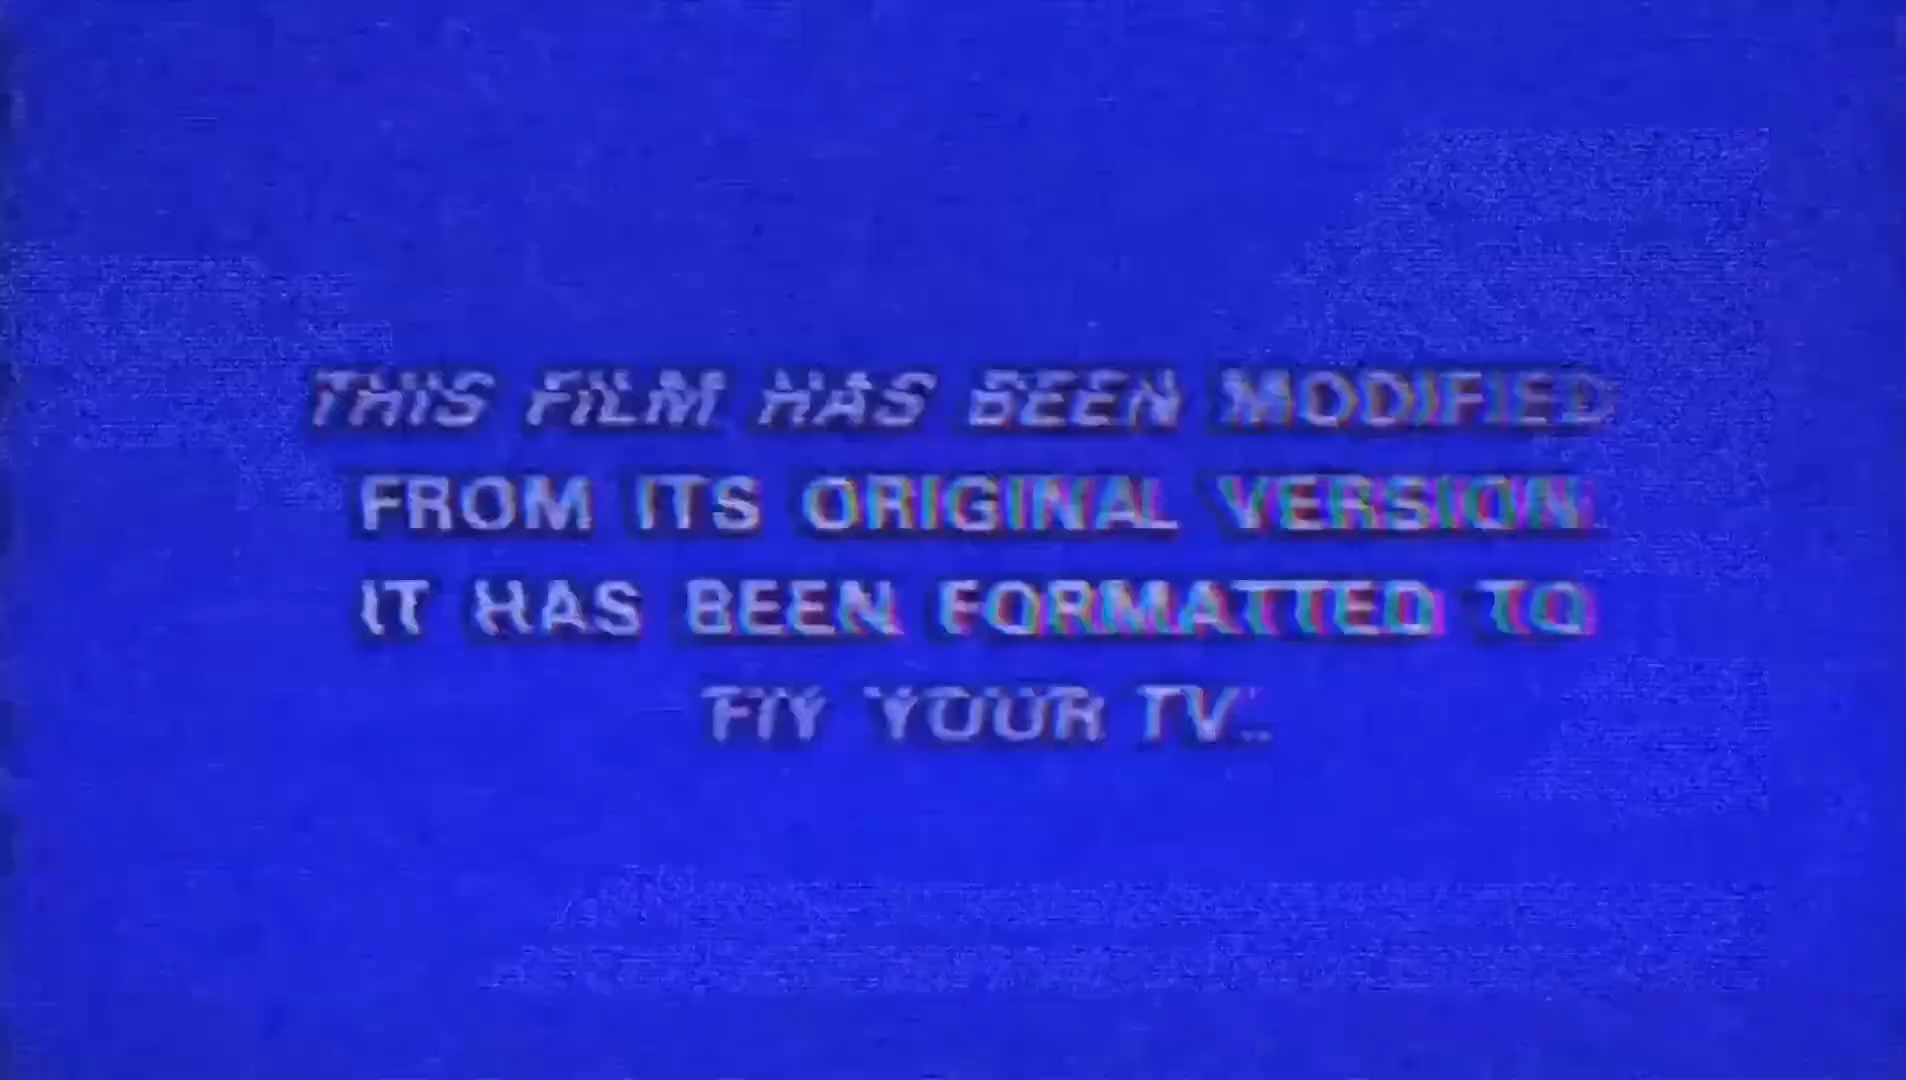 THIS FILM HAS BEEN MODIFIED
FROM ITS ORIGINAL VERSION
IT HAS BEEN FORMATTED TO
FIY YOUR TV..